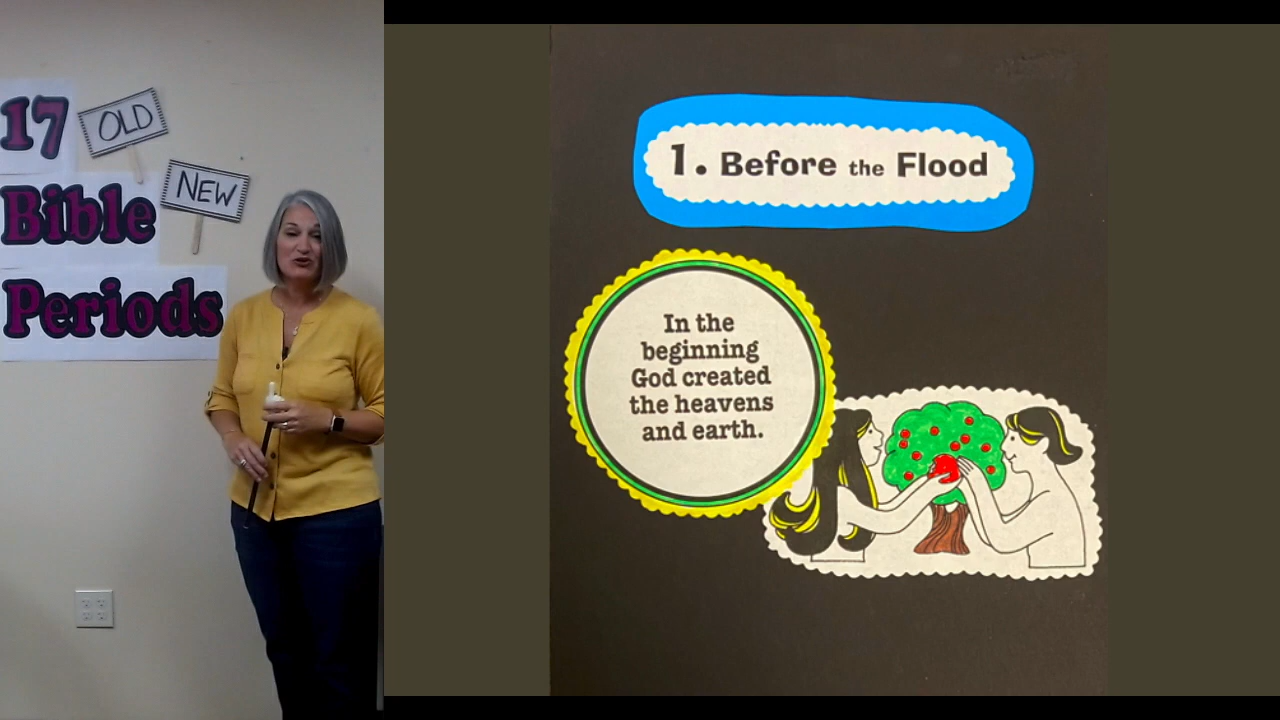 17
OLD
NEW
Bible
Periods
1. Before the Flood
In the
beginning
God created
the heavens
and earth.